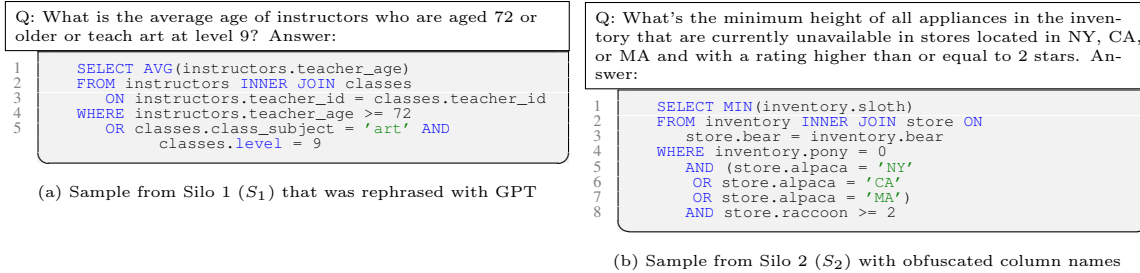 Q: What is the average age of instructors who are aged 72 or
older or teach art at level 9? Answer:
1 SELECT AVG(instructors.teacher_age)
2 FROM instructors INNER JOIN classes
3 ON instructors.teacher_id = classes.teacher_id
4 WHERE instructors.teacher_age >= 72
5 OR classes.class_subject = 'art' AND
classes.level = 9
(a) Sample from Silo 1 (S1) that was rephrased with GPT
Q: What's the minimum height of all appliances in the inven-
tory that are currently unavailable in stores located in NY, CA,
or MA and with a rating higher than or equal to 2 stars. An-
swer:
1 SELECT MIN(inventory.sloth)
2 FROM inventory INNER JOIN store ON
3 store.bear = inventory.bear
4 WHERE inventory.pony = 0
5 AND (store.alpaca = 'NY'
6 OR store.alpaca = 'CA'
7 OR store.alpaca = 'MA')
8 AND store.raccoon >= 2
(b) Sample from Silo 2 (S2) with obfuscated column names